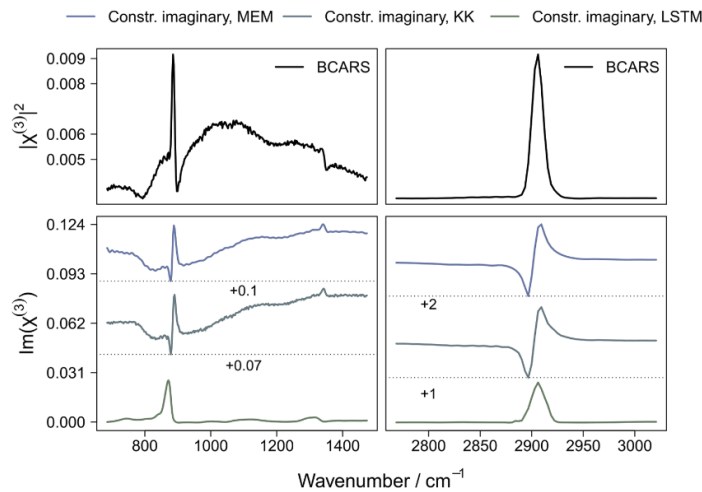 Constr. imaginary, MEM Constr. imaginary, KK Constr. imaginary, LSTM
0.009
0.008
0.006
0.005
|χ⁽³⁾|²
BCARS
BCARS
0.124
0.093
0.062
0.031
0.000
Im(χ⁽³⁾)
+0.1
+0.07
+2
+1
800 1000 1200 1400
2800 2850 2900 2950 3000
Wavenumber / cm⁻¹